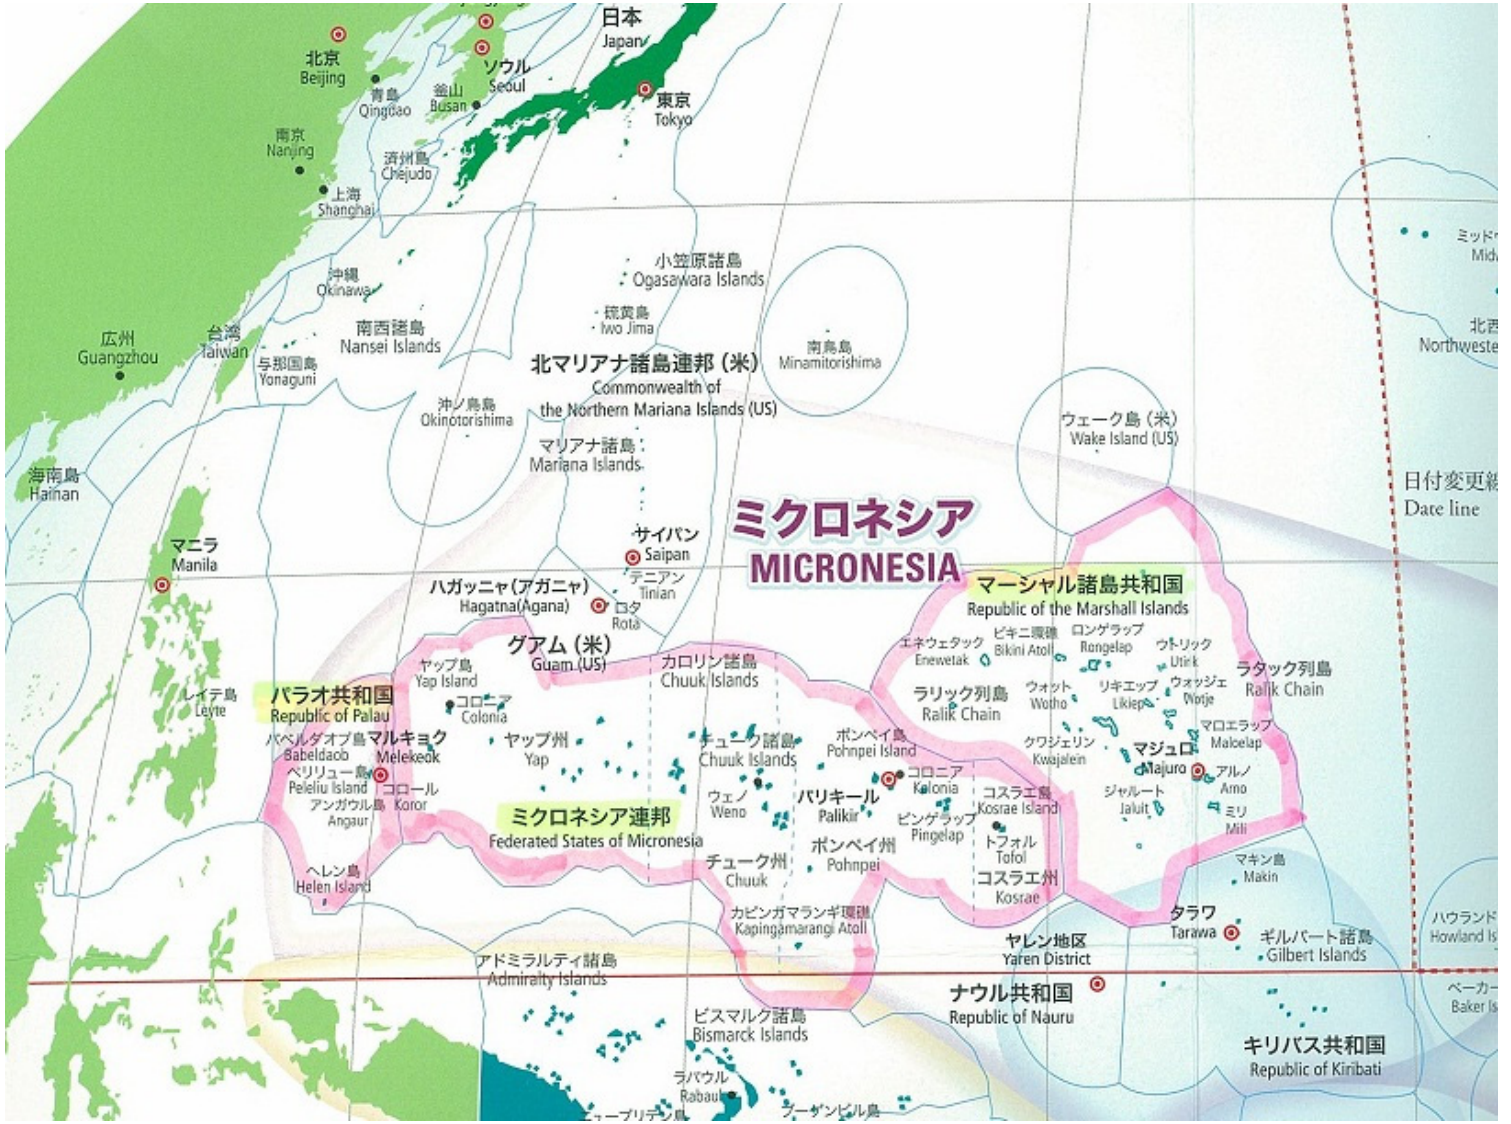 日本
Japan
北京
Beijing
ソウル
Seoul
青島
Qingdao
釜山
Busan
東京
Tokyo
南京
Nanjing
済州島
Chejudo
上海
Shanghai
ミッドウ
Midw
小笠原諸島
Ogasawara Islands
沖縄
Okinawa
硫黄島
Iwo Jima
南西諸島
Nansei Islands
広州
Guangzhou
台湾
Taiwan
与那国島
Yonaguni
南鳥島
Minamitorishima
北西
Northweste
北マリアナ諸島連邦(米)
Commonwealth of
the Northern Mariana Islands (US)
沖ノ鳥島
Okinotorishima
ウェーク島(米)
Wake Island (US)
マリアナ諸島
Mariana Islands
海南島
Hainan
日付変更線
Date line
ミクロネシア
MICRONESIA
マニラ
Manila
サイパン
Saipan
テニアン
Tinian
ハガッニャ(アガニャ)
Hagatna(Agana)
ロタ
Rota
マーシャル諸島共和国
Republic of the Marshall Islands
グアム(米)
Guam (US)
カロリン諸島
Chuuk Islands
エネウェタック
Enewetak
ビキニ環礁
Bikini Atoll
ロンゲラップ
Rongelap
ウトリック
Utirk
ヤップ島
Yap Island
ラタック列島
Ralik Chain
レイテ島
Leyte
パラオ共和国
Republic of Palau
コロニア
Colonia
ラリック列島
Ralik Chain
ウォット
Wotho
リキエップ
Likiep
ウォッジェ
Wotje
バベルダオブ島
Babeldaob
マルキョク
Melekeok
ヤップ州
Yap
チューク諸島
Chuuk Islands
ポンペイ島
Pohnpei Island
クワジェリン
Kwajalein
マロエラップ
Maloelap
マジュロ
Majuro
ペリリュー島
Peleliu Island
コロール
Koror
アンガウル島
Angaur
ウェノ
Weno
パリキール
Palikir
コロニア
Kolonia
コスラエ島
Kosrae Island
ジャルート
Jaluit
アルノ
Arno
ミリ
Mili
ミクロネシア連邦
Federated States of Micronesia
ピンゲラップ
Pingelap
トフォル
Tofol
チューク州
Chuuk
ポンペイ州
Pohnpei
コスラエ州
Kosrae
ヘレン島
Helen Island
マキン島
Makin
カピンガマランギ環礁
Kapingamarangi Atoll
タラワ
Tarawa
ハウランド
Howland Is
ヤレン地区
Yaren District
ギルバート諸島
Gilbert Islands
アドミラルティ諸島
Admiralty Islands
ナウル共和国
Republic of Nauru
ベーカー
Baker Is
ビスマルク諸島
Bismarck Islands
キリバス共和国
Republic of Kiribati
ラバウル
Rabaul
ニューブリテン島
ブーゲンビル島